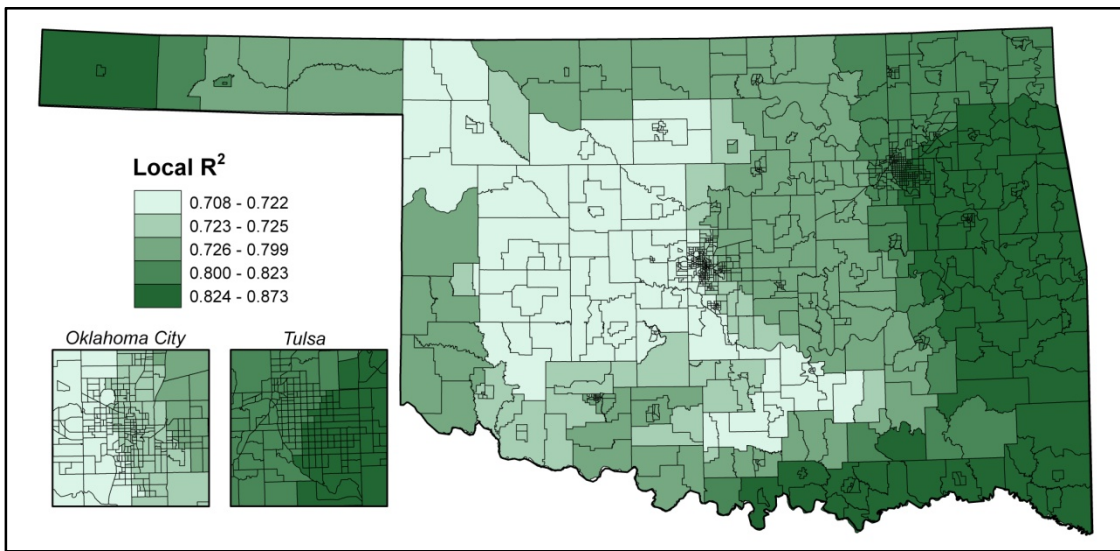 Local R²
0.708 - 0.722
0.723 - 0.725
0.726 - 0.799
0.800 - 0.823
0.824 - 0.873
Oklahoma City
Tulsa